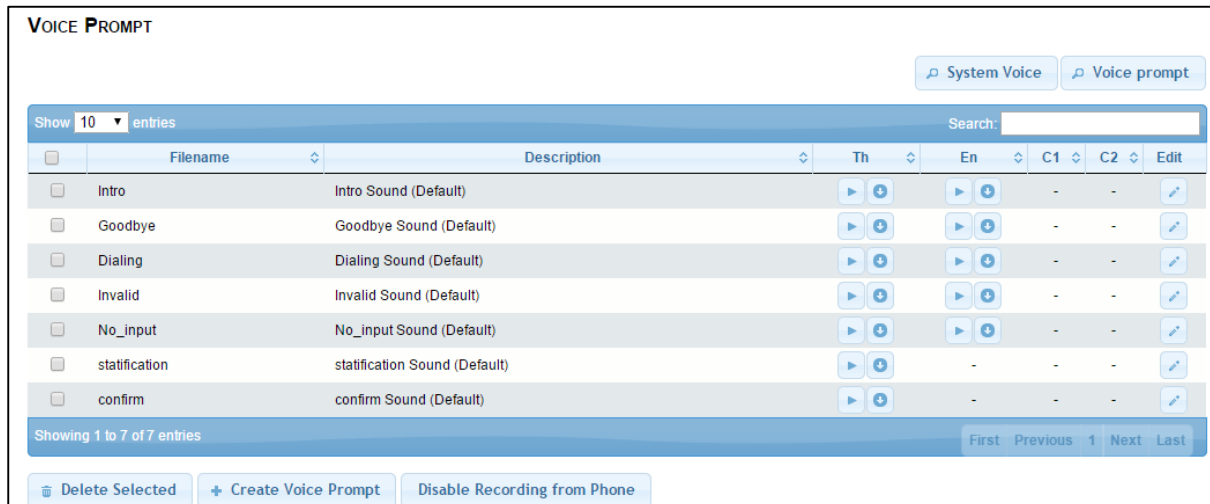 VOICE PROMPT
System Voice Voice prompt
Show 10 entries Search:
Filename Description Th En C1 C2 Edit
Intro Intro Sound (Default) - -
Goodbye Goodbye Sound (Default) - -
Dialing Dialing Sound (Default) - -
Invalid Invalid Sound (Default) - -
No_input No_input Sound (Default) - -
statification statification Sound (Default) - - -
confirm confirm Sound (Default) - - -
Showing 1 to 7 of 7 entries First Previous 1 Next Last
Delete Selected + Create Voice Prompt Disable Recording from Phone